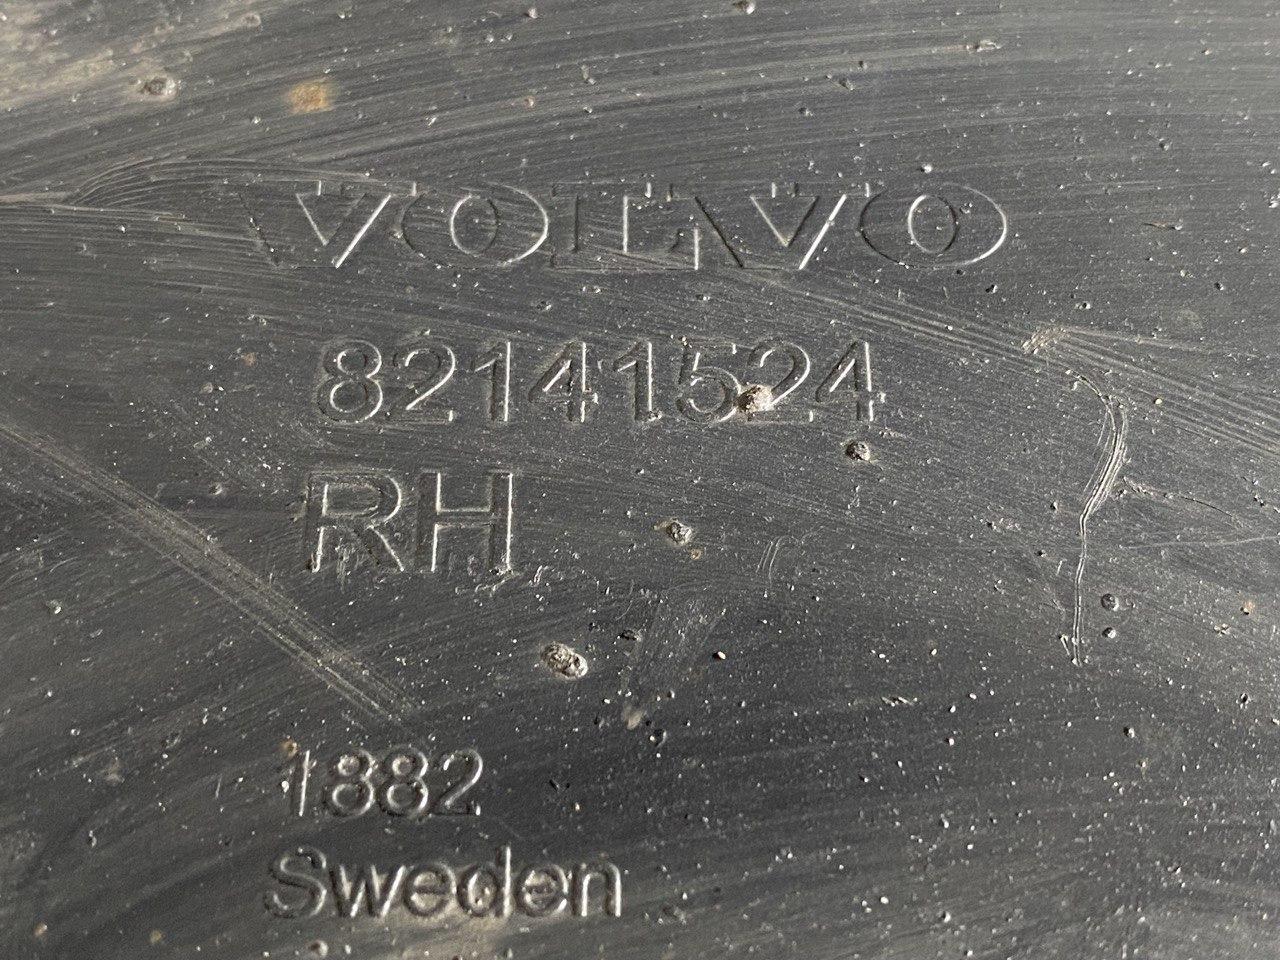 VOLVO
82141524
RH
1882
Sweden